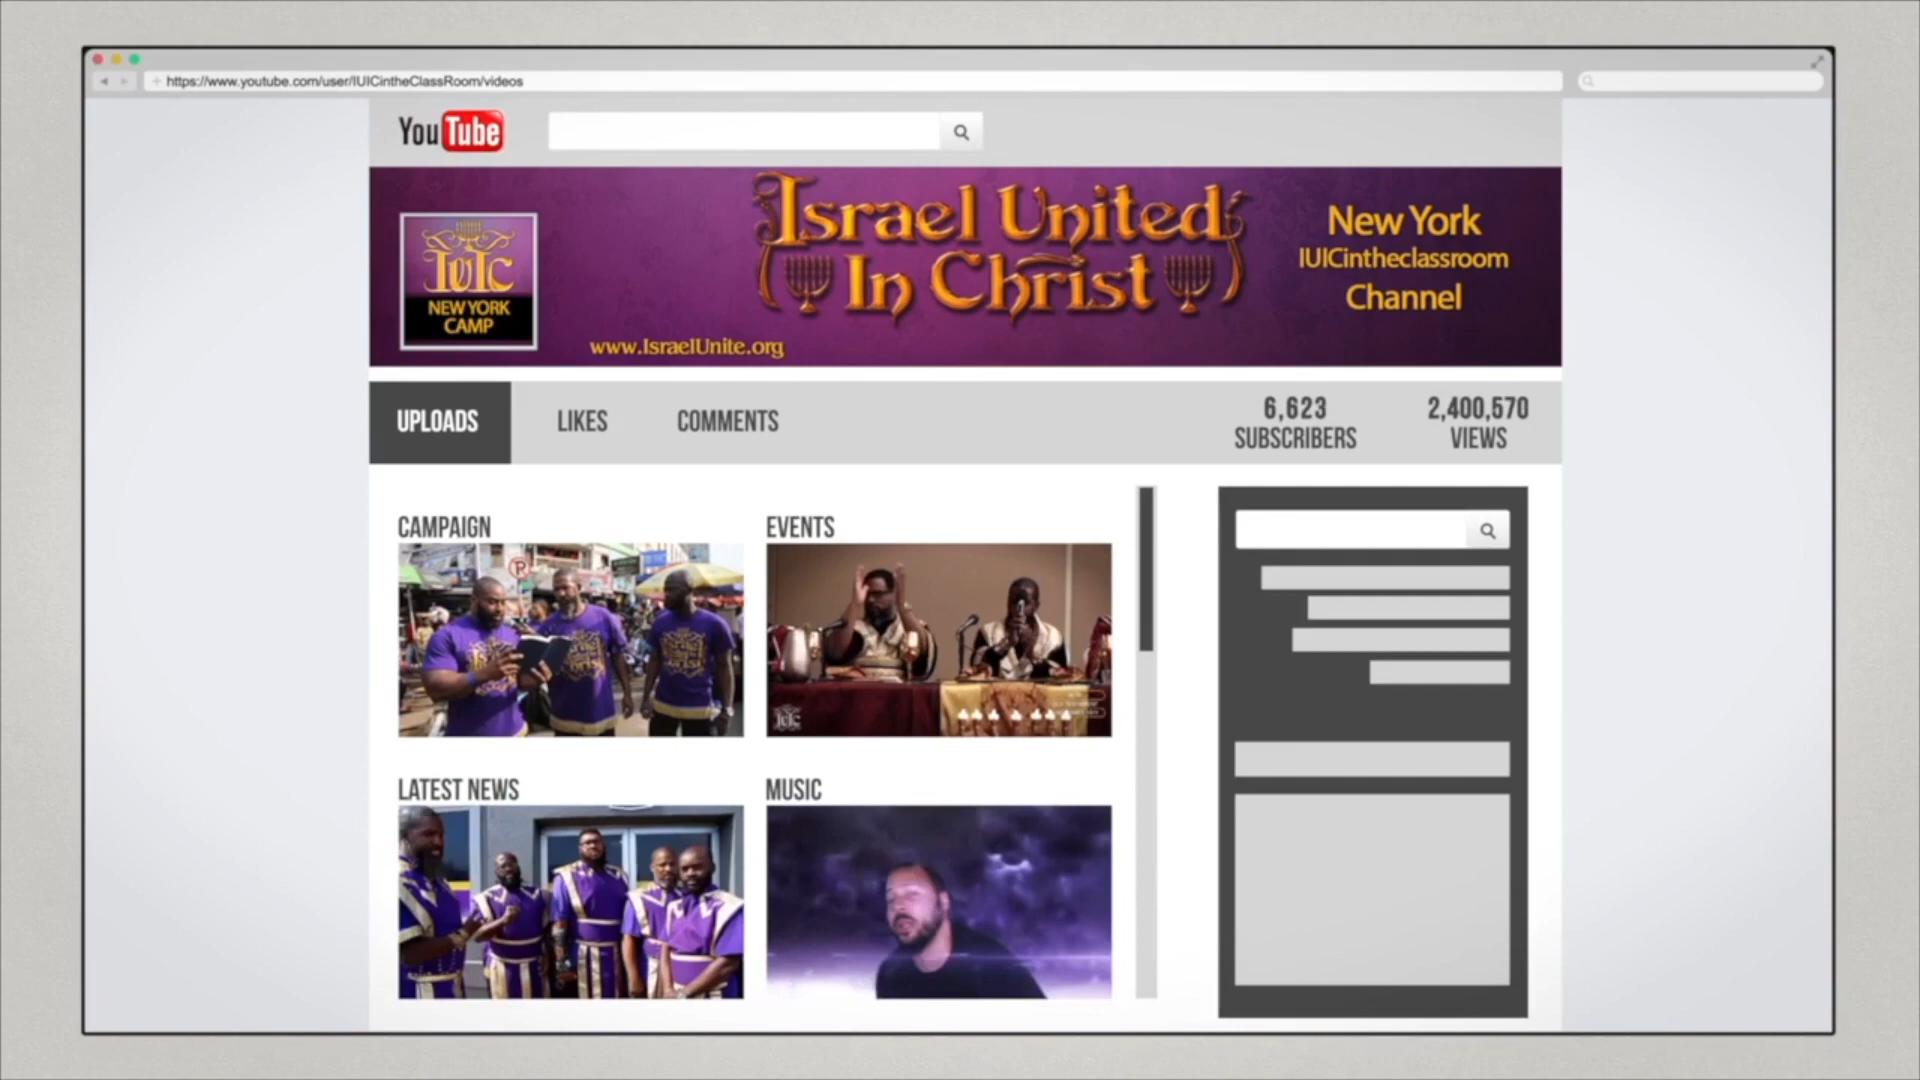 https://www.youtube.com/user/IUICintheClassRoom/videos
YouTube
Israel United
In Christ
New York
IUICintheclassroom
Channel
IUIC
NEW YORK
CAMP
www.IsraelUnite.org
UPLOADS
LIKES
COMMENTS
6,623
SUBSCRIBERS
2,400,570
VIEWS
CAMPAIGN
EVENTS
IUIC
LATEST NEWS
MUSIC